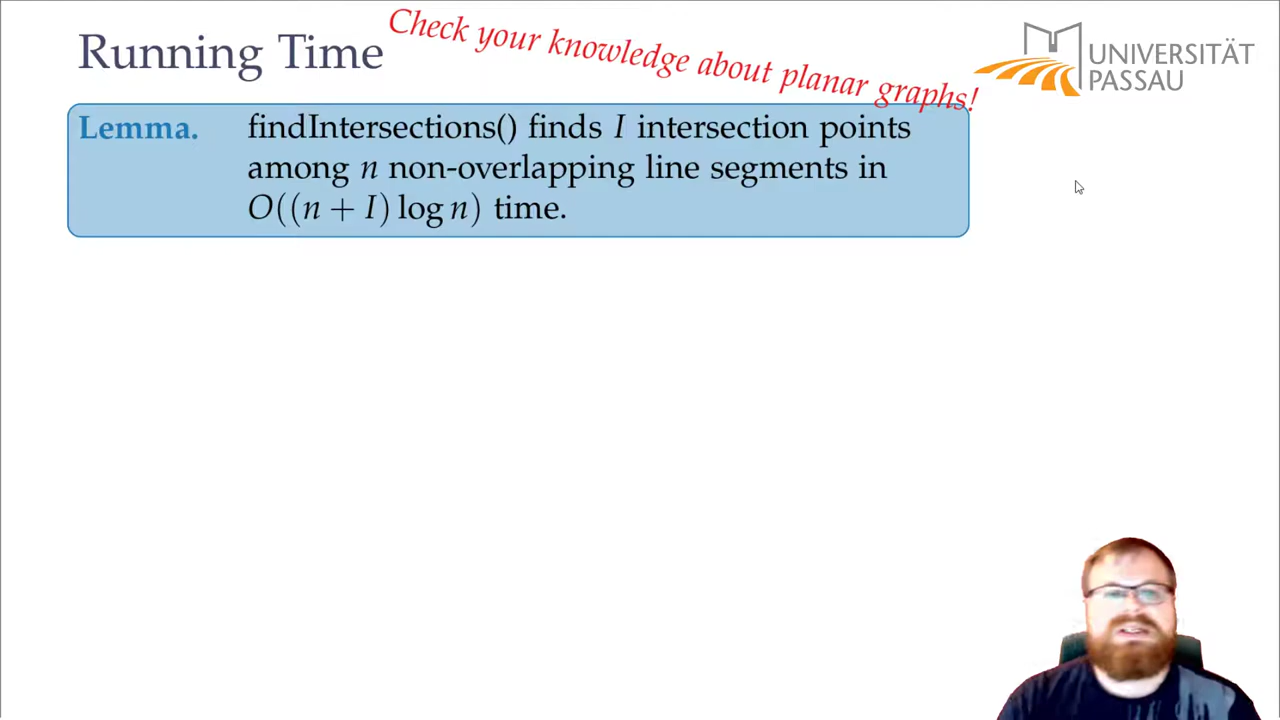 Running Time
Check your knowledge about planar graphs!
UNIVERSITÄT
PASSAU
Lemma. findIntersections() finds I intersection points
among n non-overlapping line segments in
O((n + I) log n) time.